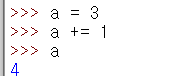 >>> a = 3
>>> a += 1
>>> a
4